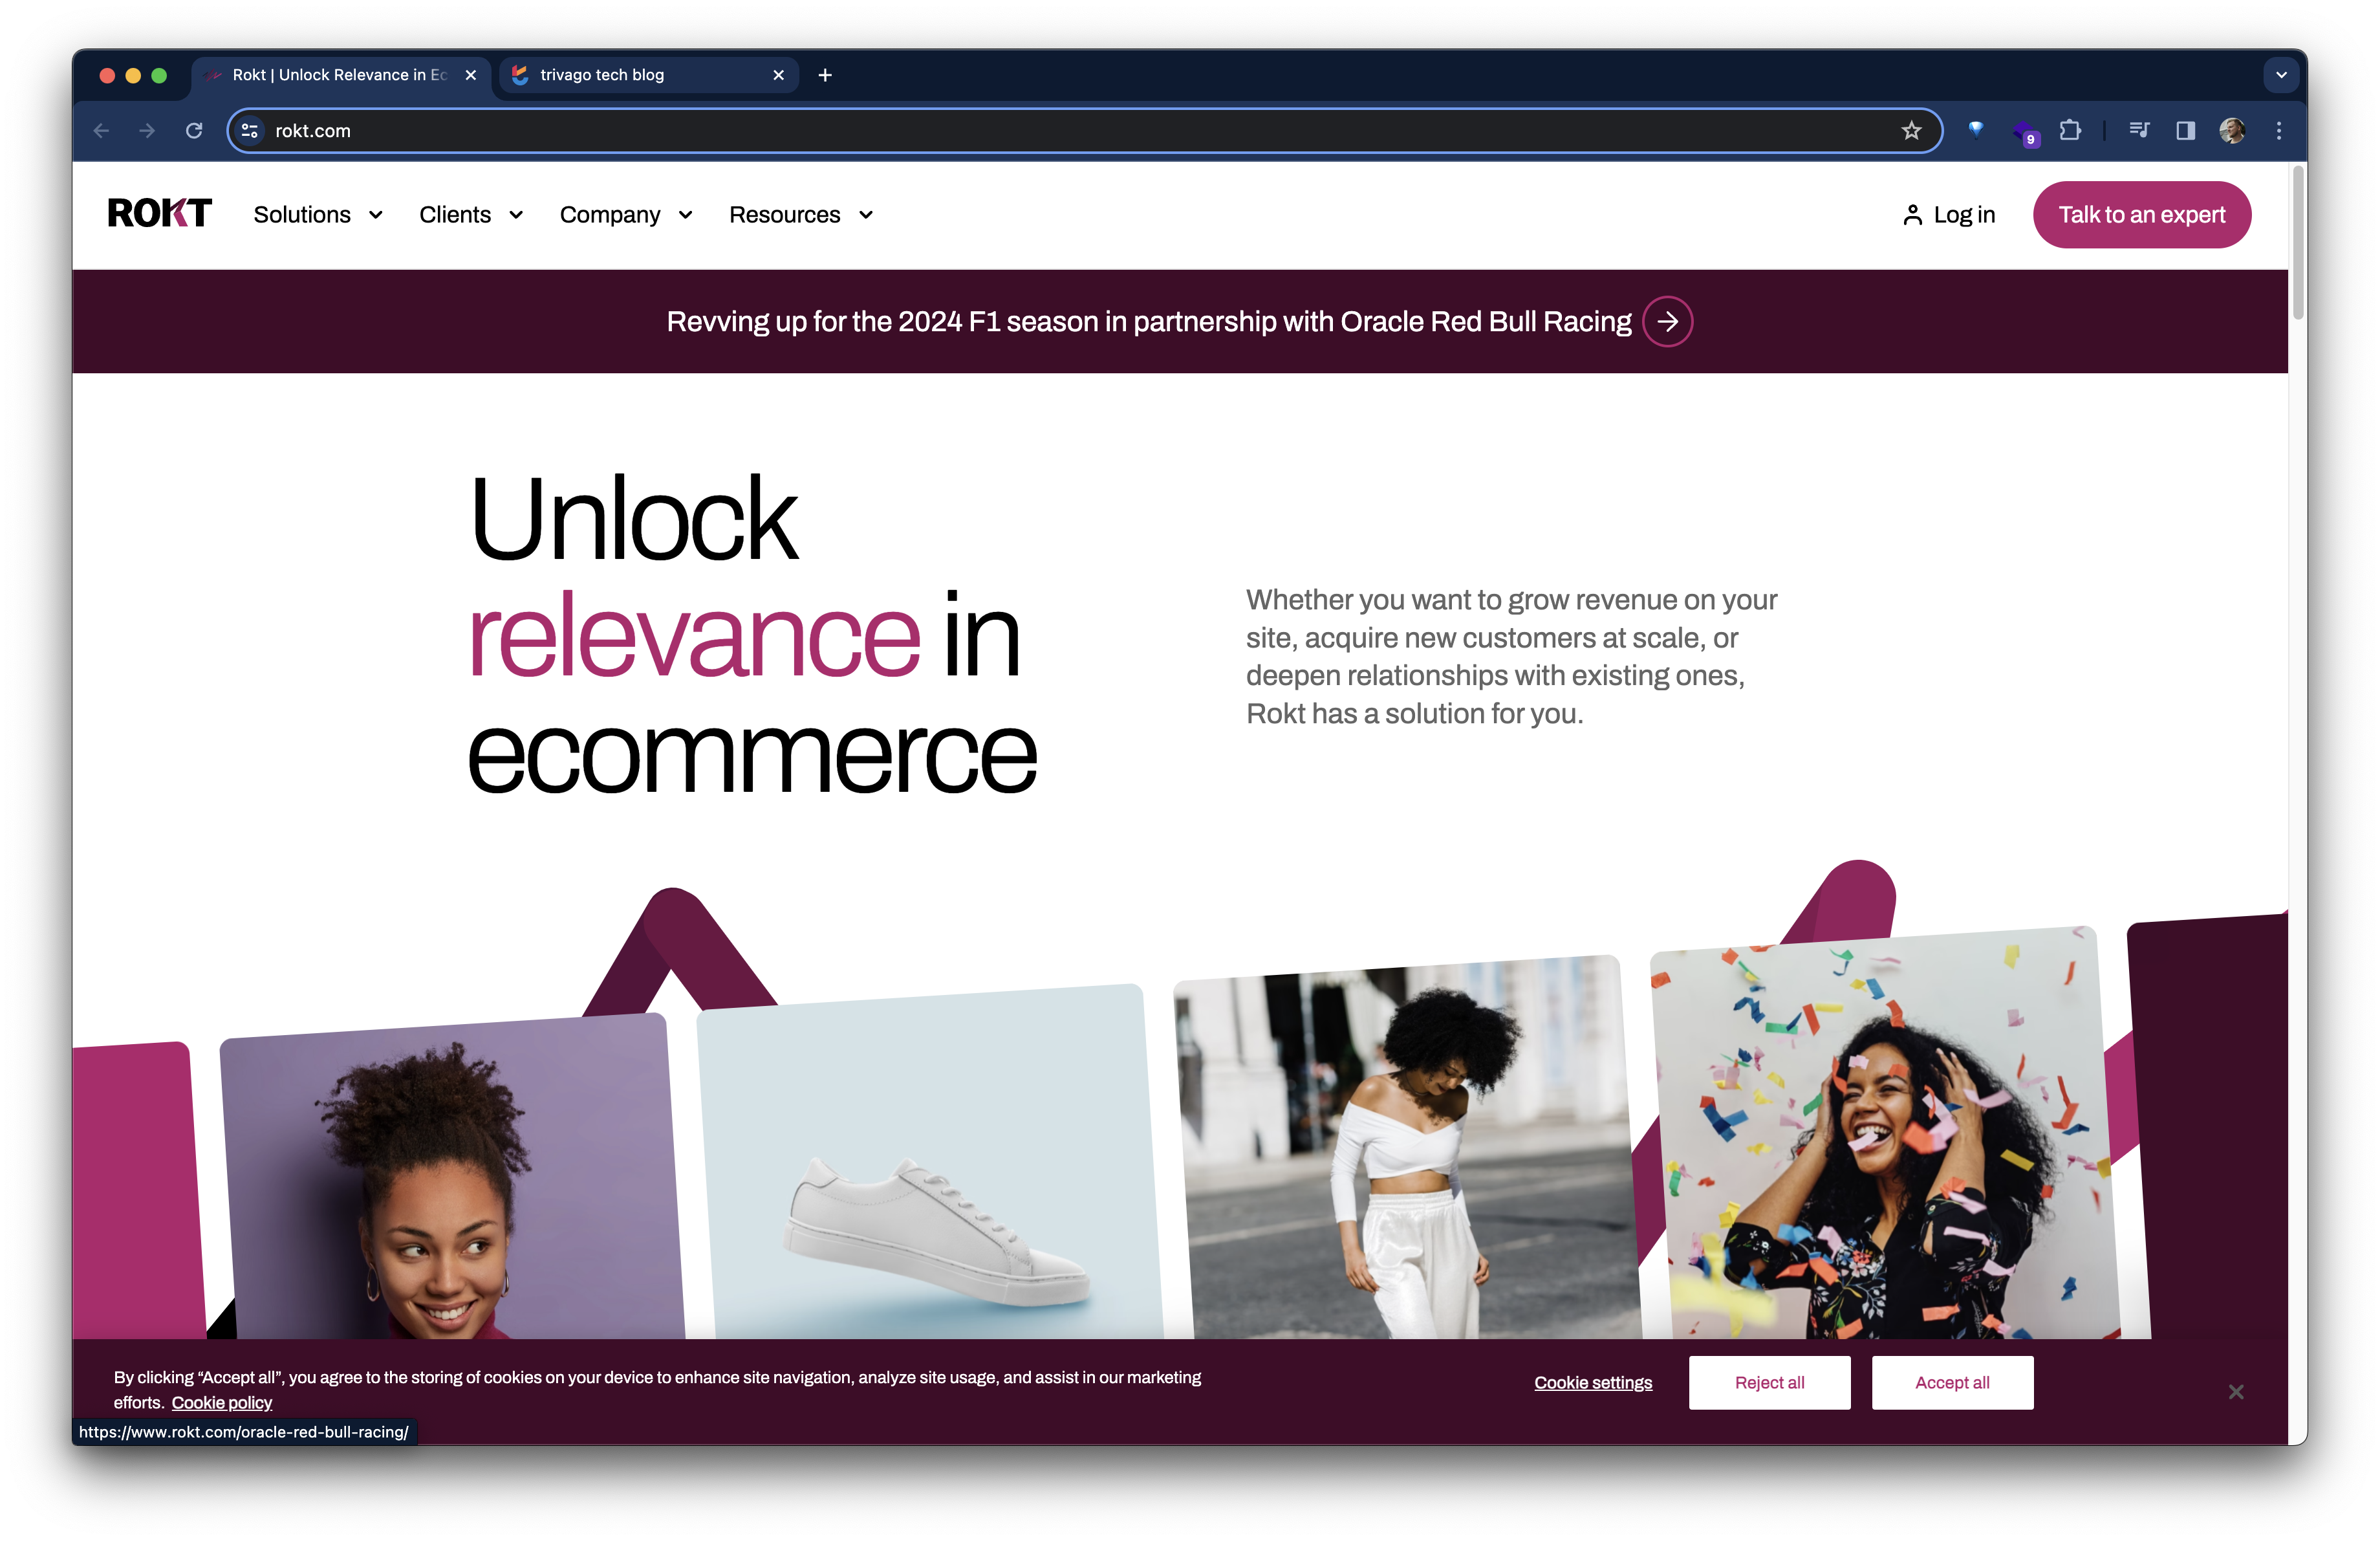 Rokt | Unlock Relevance in Ec
trivago tech blog
rokt.com
9
ROKT
Solutions
Clients
Company
Resources
Log in
Talk to an expert
Revving up for the 2024 F1 season in partnership with Oracle Red Bull Racing
Unlock
relevance in
ecommerce
Whether you want to grow revenue on your
site, acquire new customers at scale, or
deepen relationships with existing ones,
Rokt has a solution for you.
By clicking “Accept all”, you agree to the storing of cookies on your device to enhance site navigation, analyze site usage, and assist in our marketing
efforts. Cookie policy
Cookie settings
Reject all
Accept all
https://www.rokt.com/oracle-red-bull-racing/